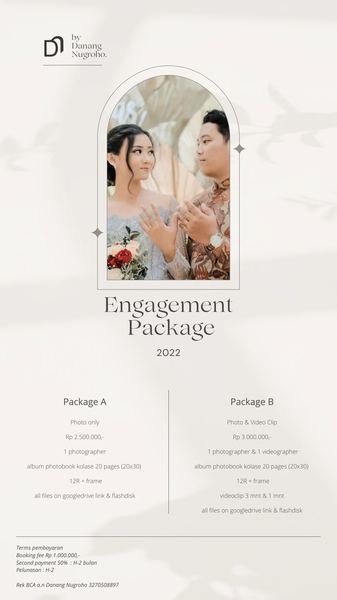 by
Danang
Nugroho.
Engagement
Package
2022
Package A
Photo only
Rp 2.500.000,-
1 photographer
album photobook kolase 20 pages (20x30)
12R + frame
all files on googledrive link & flashdisk
Package B
Photo & Video Clip
Rp 3.000.000,-
1 photographer & 1 videographer
album photobook kolase 20 pages (20x30)
12R + frame
videoclip 3 mnt & 1 mnt
all files on googledrive link & flashdisk
Terms pembayaran
Booking fee Rp 1.000.000,-
Second payment 50% : H-2 bulan
Pelunasan : H-2
Rek BCA a.n Danang Nugroho 3270508897